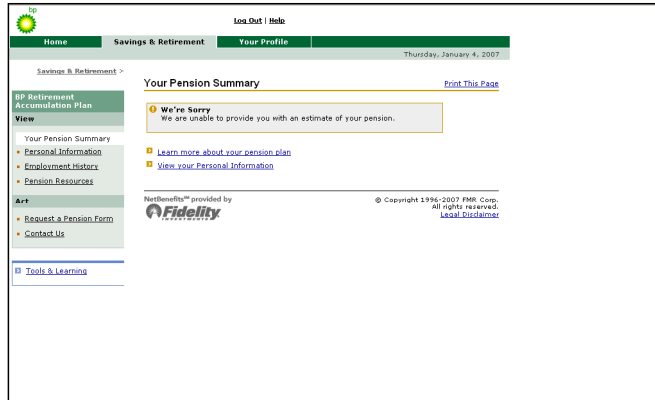 bp
Log Out | Help
Home Savings & Retirement Your Profile
Thursday, January 4, 2007
Savings & Retirement >
Your Pension Summary Print This Page
BP Retirement
Accumulation Plan
View
Your Pension Summary
Personal Information
Employment History
Pension Resources
Act
Request a Pension Form
Contact Us
Tools & Learning
We're Sorry
We are unable to provide you with an estimate of your pension.
Learn more about your pension plan
View your Personal Information
NetBenefits℠ provided by
Fidelity
INVESTMENTS
© Copyright 1996-2007 FMR Corp.
All rights reserved.
Legal Disclaimer